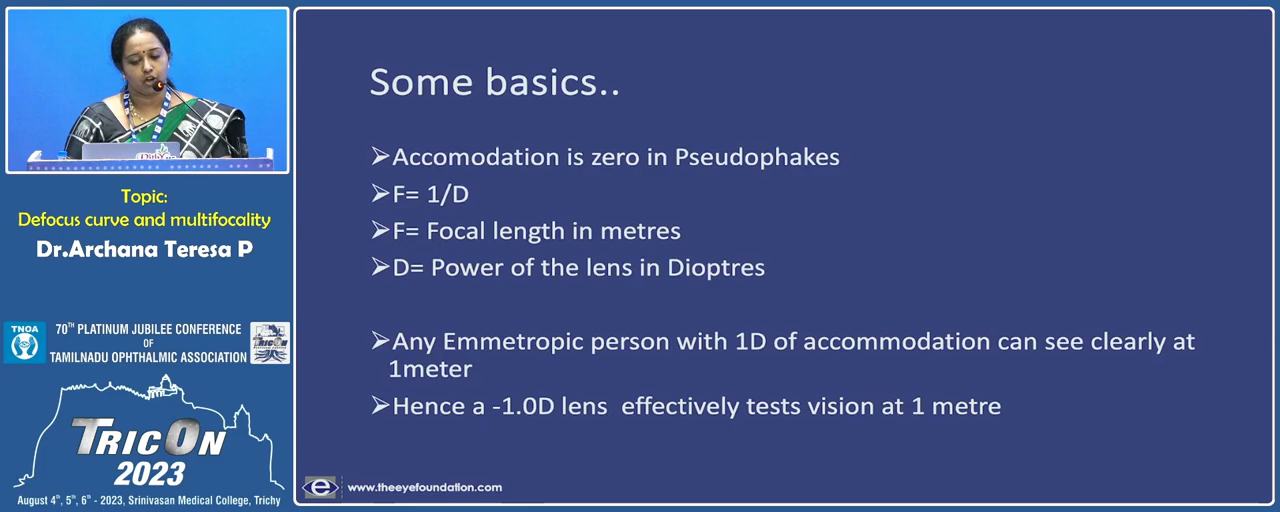 Some basics..
➢Accomodation is zero in Pseudophakes
➢F= 1/D
➢F= Focal length in metres
➢D= Power of the lens in Dioptres
➢Any Emmetropic person with 1D of accommodation can see clearly at
1meter
➢Hence a -1.0D lens effectively tests vision at 1 metre
e www.theeyefoundation.com
Topic:
Defocus curve and multifocality
Dr.Archana Teresa P
TNOA
70TH PLATINUM JUBILEE CONFERENCE
OF
TAMILNADU OPHTHALMIC ASSOCIATION
TRICON
TRICON
2023
August 4th, 5th, 6th - 2023, Srinivasan Medical College, Trichy